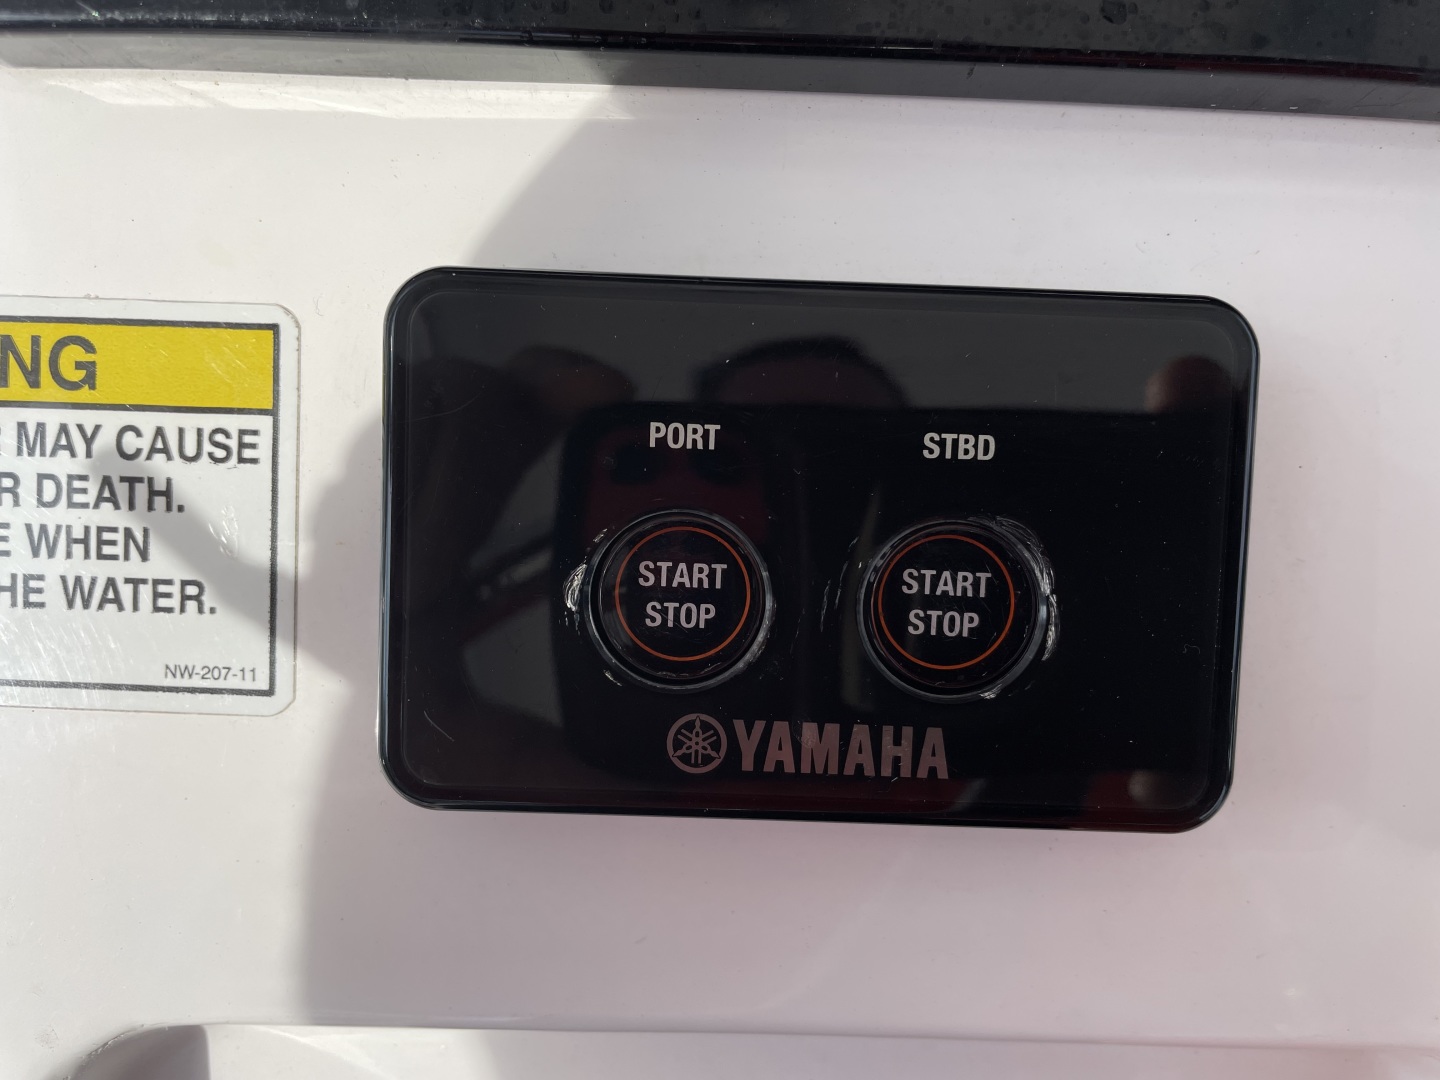 NG
MAY CAUSE
R DEATH.
E WHEN
HE WATER.
NW-207-11
PORT
STBD
START
STOP
START
STOP
YAMAHA